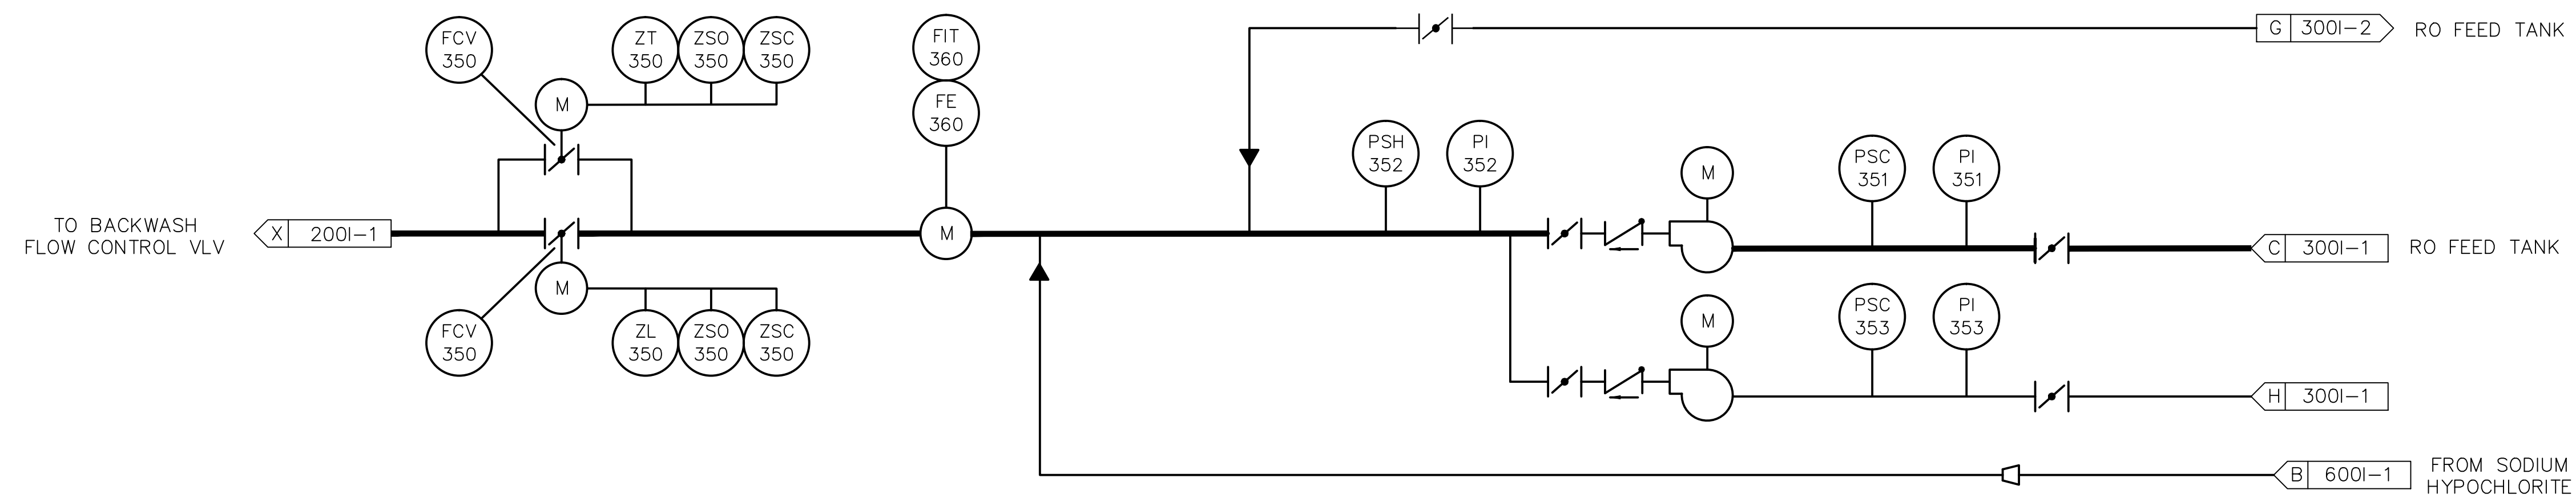 FCV
350
ZT
350
ZSO
350
ZSC
350
FIT
360
G 300I-2 RO FEED TANK
M
FE
360
PSH
352
PI
352
M
PSC
351
PI
351
TO BACKWASH
FLOW CONTROL VLV
X 200I-1
M
C 300I-1 RO FEED TANK
M
FCV
350
ZL
350
ZSO
350
ZSC
350
M
PSC
353
PI
353
H 300I-1
B 600I-1
FROM SODIUM
HYPOCHLORITE